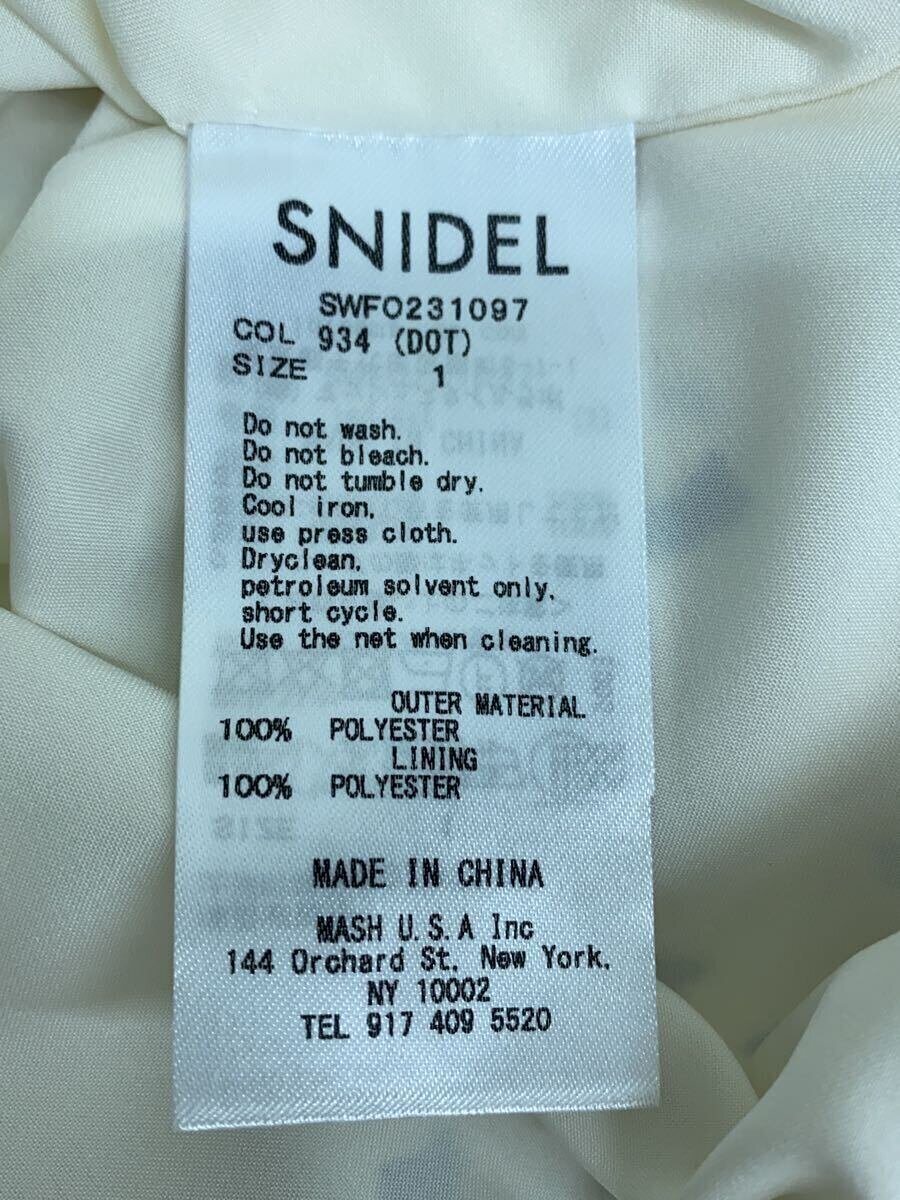 SNIDEL
SWFO231097
COL 934 (DOT)
SIZE 1
Do not wash.
Do not bleach.
Do not tumble dry.
Cool iron,
use press cloth.
Dryclean,
petroleum solvent only,
short cycle.
Use the net when cleaning.
OUTER MATERIAL
100% POLYESTER
LINING
100% POLYESTER
MADE IN CHINA
MASH U.S.A Inc
144 Orchard St, New York,
NY 10002
TEL 917 409 5520